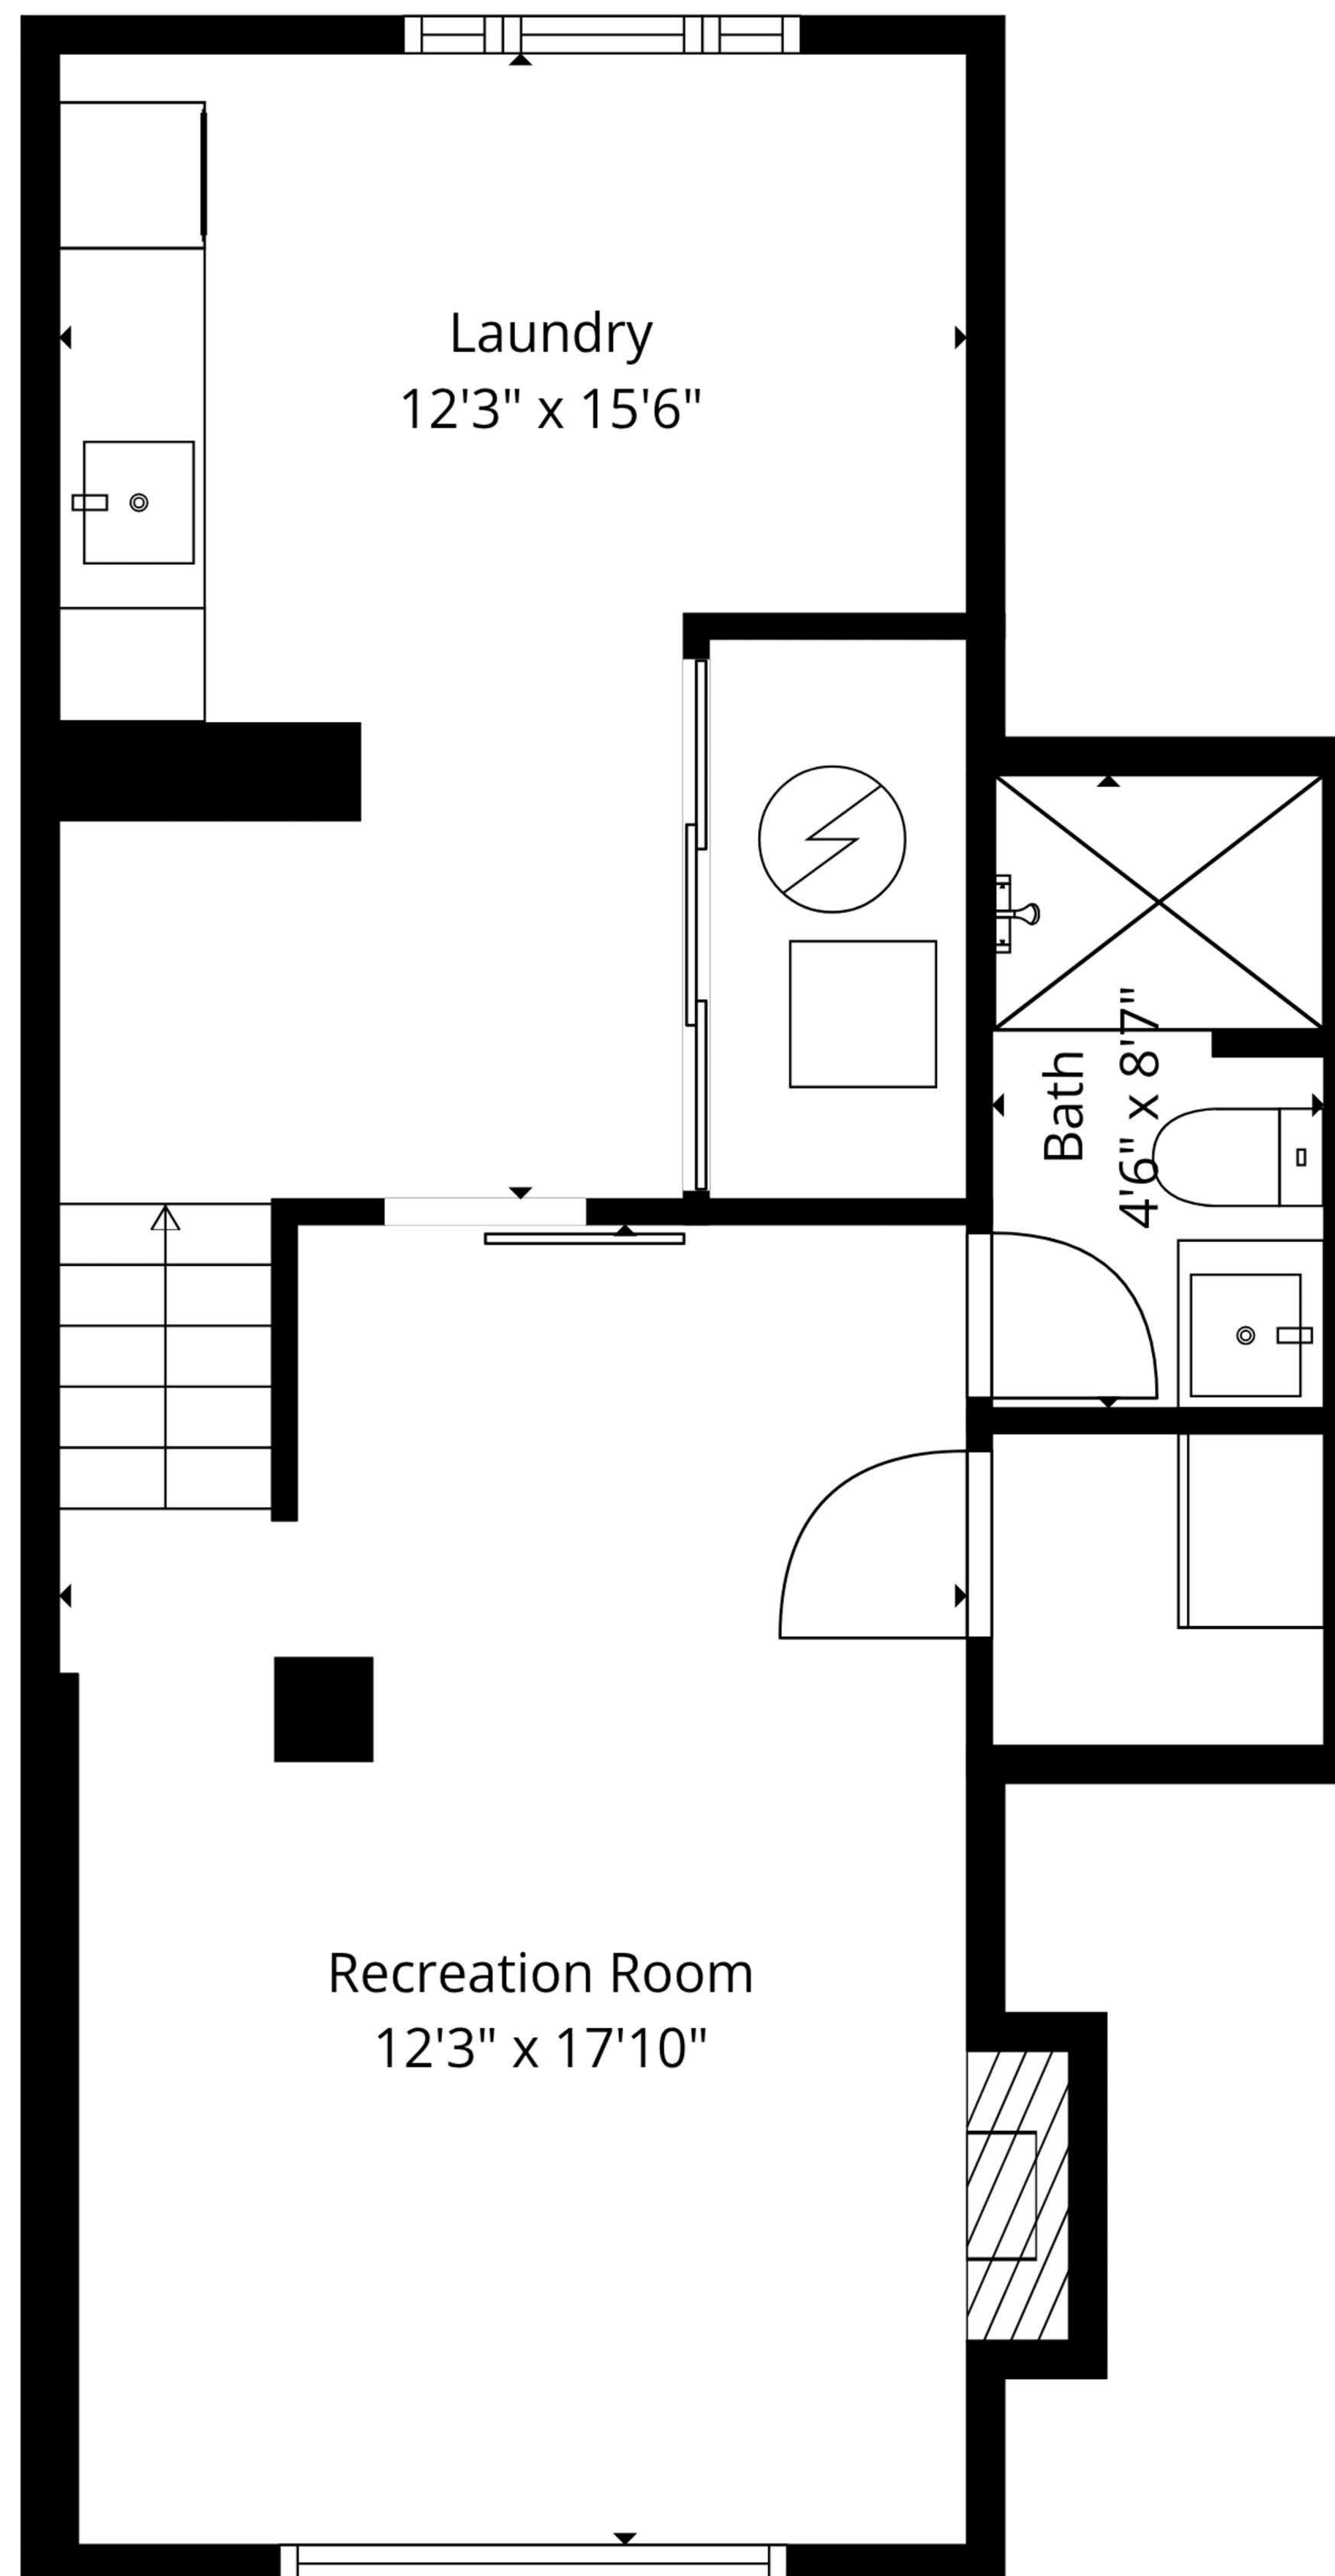 Laundry
12'3" x 15'6"
Bath
4'6" x 8'7"
Recreation Room
12'3" x 17'10"